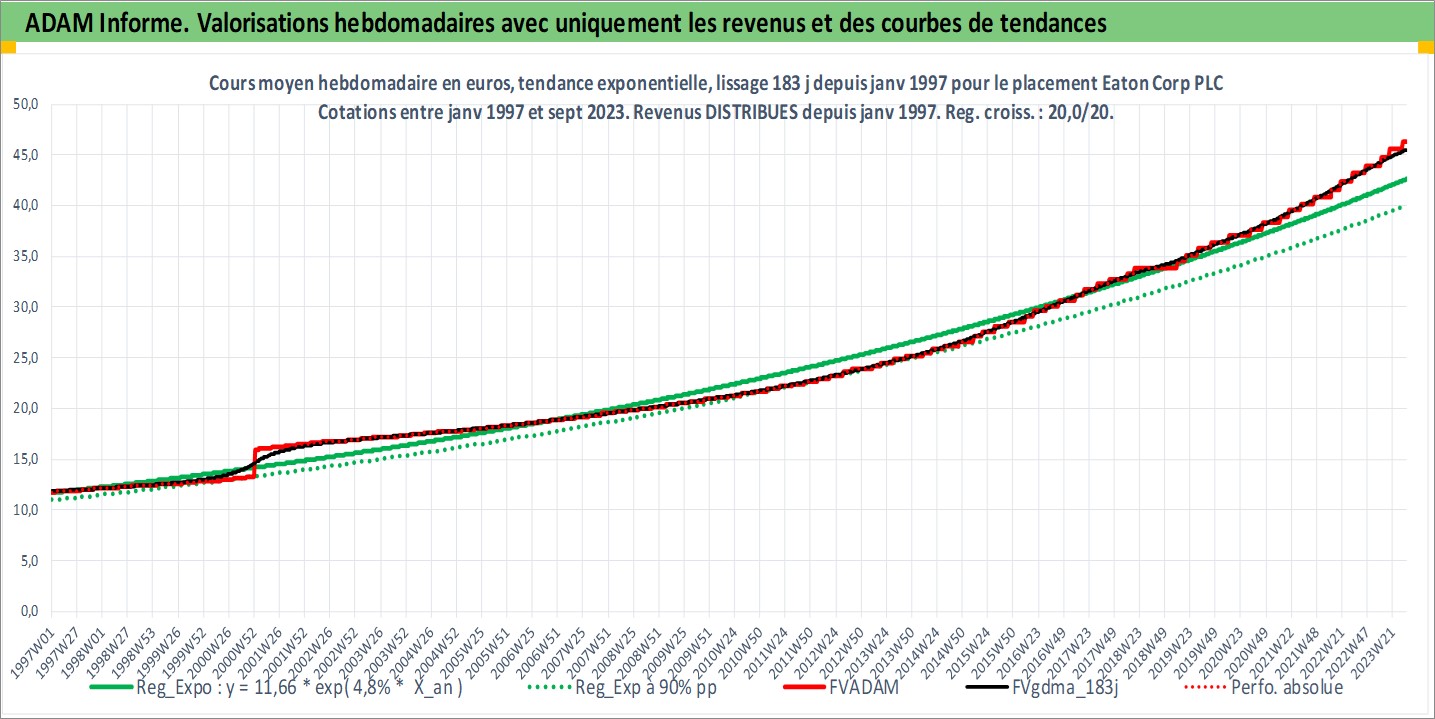 ADAM Informe. Valorisations hebdomadaires avec uniquement les revenus et des courbes de tendances
Cours moyen hebdomadaire en euros, tendance exponentielle, lissage 183 j depuis janv 1997 pour le placement Eaton Corp PLC
Cotations entre janv 1997 et sept 2023. Revenus DISTRIBUES depuis janv 1997. Reg. croiss. : 20,0/20.
50,0
45,0
40,0
35,0
30,0
25,0
20,0
15,0
10,0
5,0
0,0
1997W01
1997W27
1998W01
1998W27
1998W53
1999W26
1999W52
2000W26
2000W52
2001W26
2001W52
2002W26
2002W52
2003W26
2003W52
2004W26
2004W52
2005W25
2005W51
2006W25
2006W51
2007W25
2007W51
2008W25
2008W51
2009W25
2009W51
2010W24
2010W50
2011W24
2011W50
2012W24
2012W50
2013W24
2013W50
2014W24
2014W50
2015W24
2015W50
2016W23
2016W49
2017W23
2017W49
2018W23
2018W49
2019W23
2019W49
2020W23
2020W49
2021W22
2021W48
2022W21
2022W47
2023W21
Reg_Expo : y = 11,66 * exp( 4,8% * X_an )
Reg_Exp à 90% pp
FVADAM
FVgdma_183j
Perfo. absolue